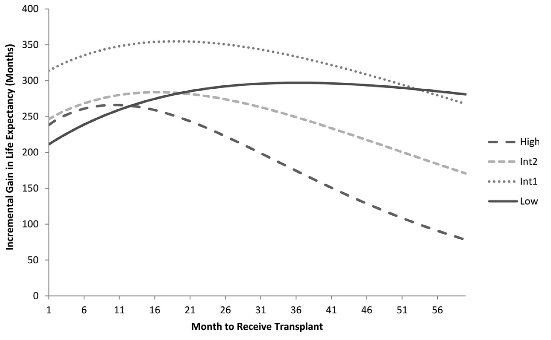 400
350
300
250
200
150
100
50
0
Incremental Gain in Life Expectancy (Months)
1 6 11 16 21 26 31 36 41 46 51 56
Month to Receive Transplant
High
Int2
Int1
Low